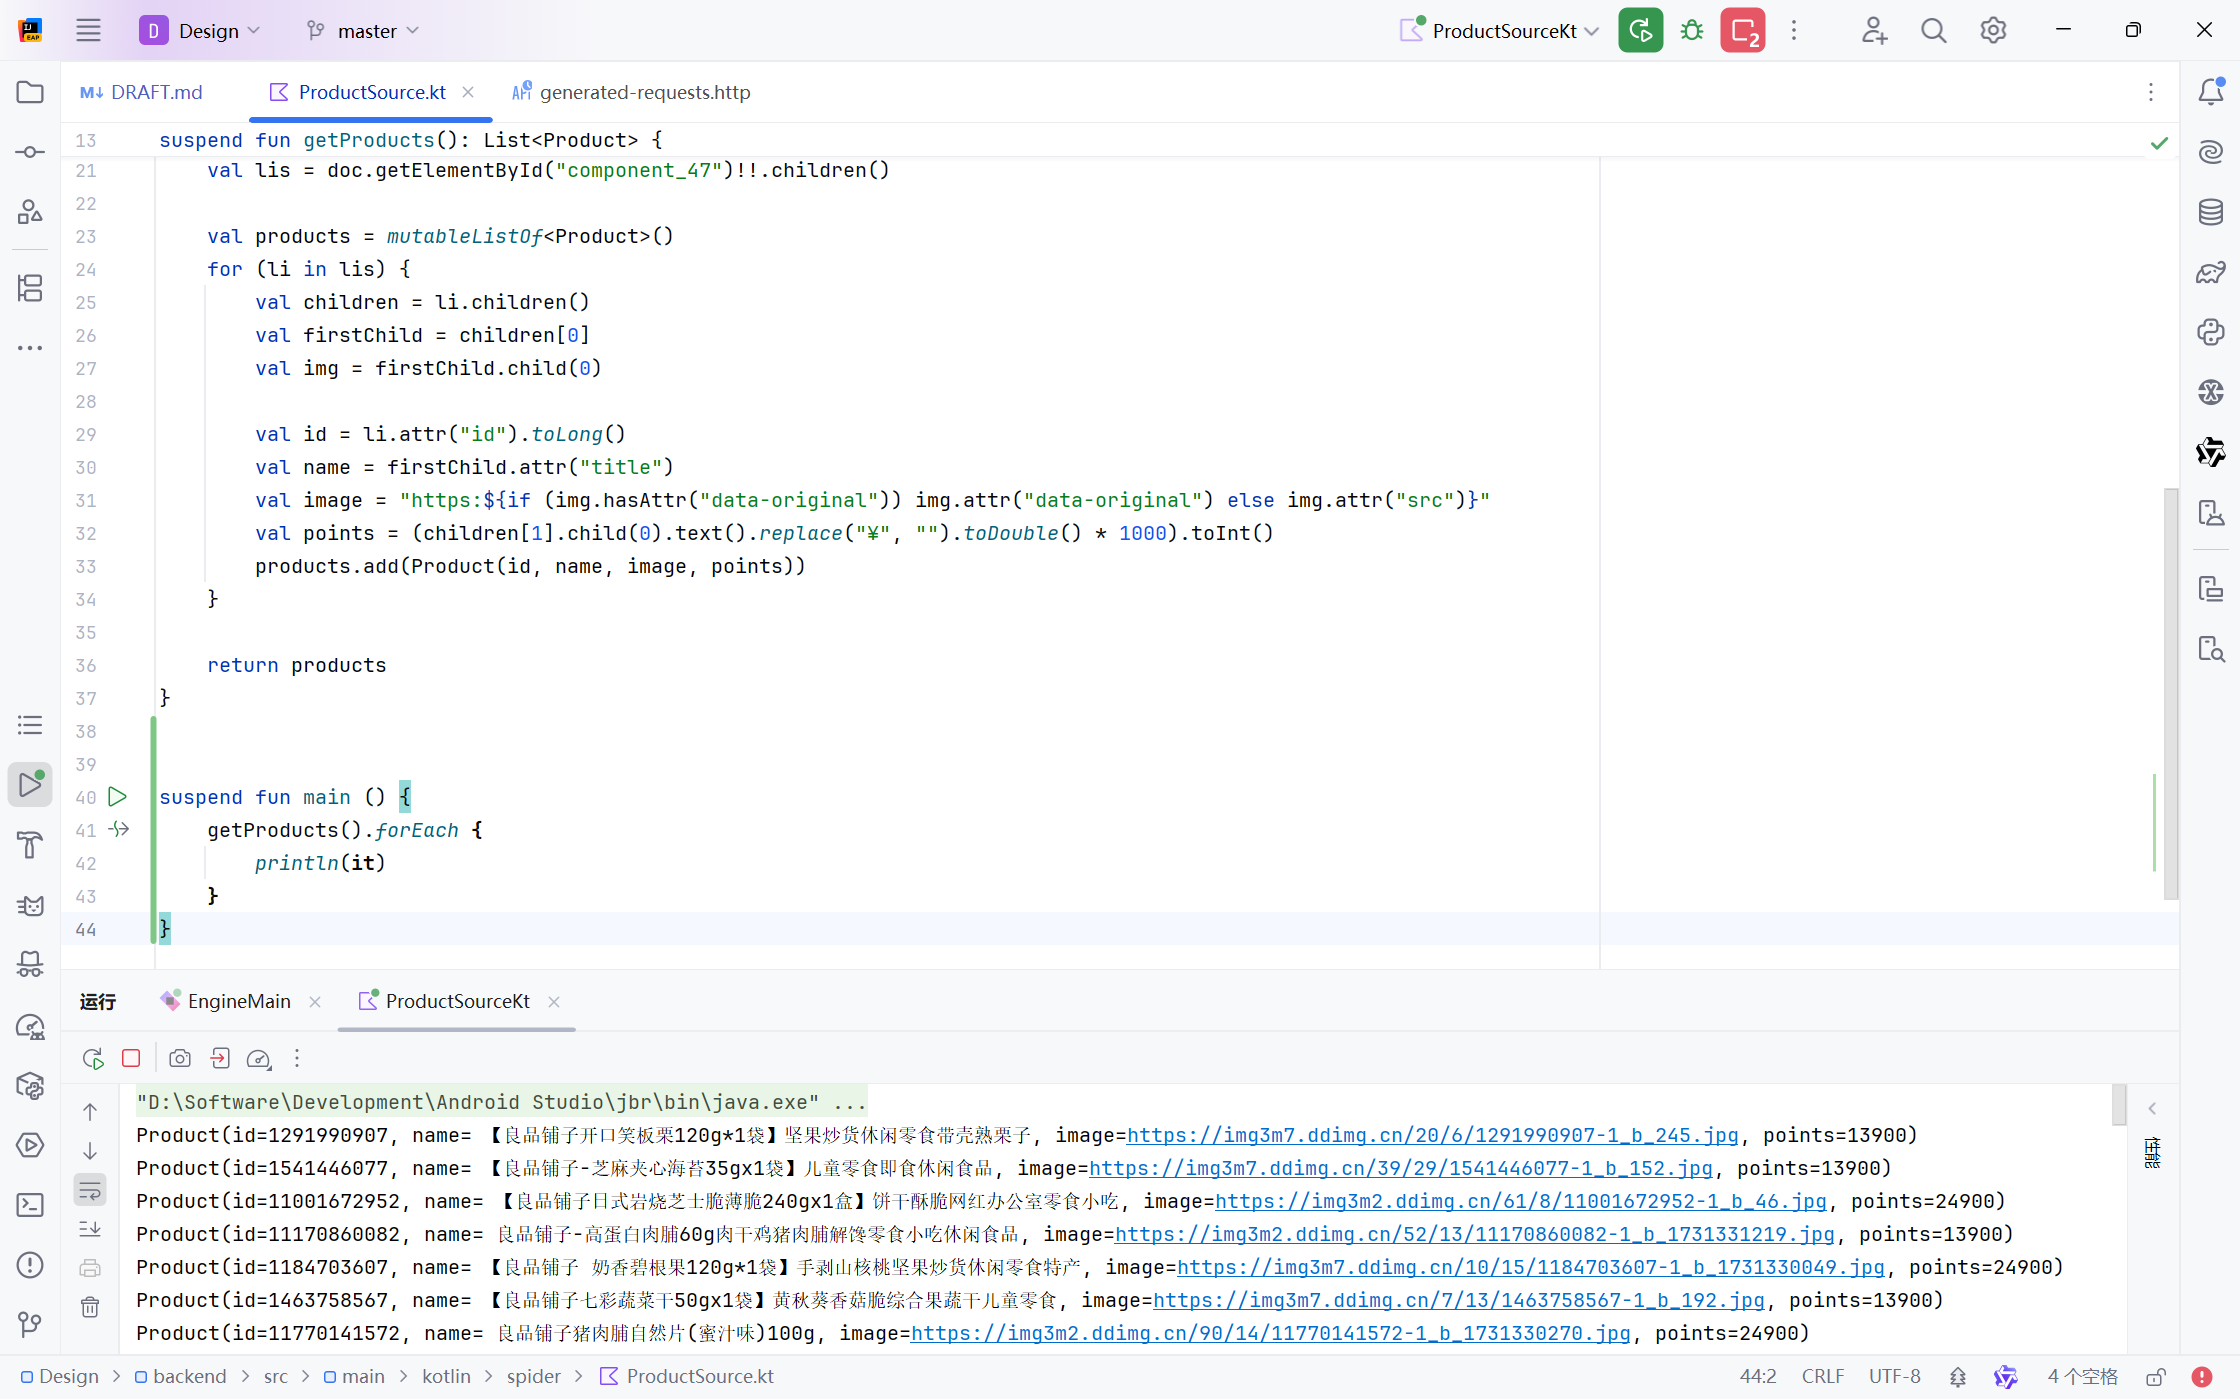 D Design master ProductSourceKt 2
M↓ DRAFT.md ProductSource.kt generated-requests.http
13 suspend fun getProducts(): List<Product> {
21 val lis = doc.getElementById("component_47")!!.children()
22
23 val products = mutableListOf<Product>()
24 for (li in lis) {
25 val children = li.children()
26 val firstChild = children[0]
27 val img = firstChild.child(0)
28
29 val id = li.attr("id").toLong()
30 val name = firstChild.attr("title")
31 val image = "https:${if (img.hasAttr("data-original")) img.attr("data-original") else img.attr("src")}"
32 val points = (children[1].child(0).text().replace("¥", "").toDouble() * 1000).toInt()
33 products.add(Product(id, name, image, points))
34 }
35
36 return products
37 }
38
39
40 suspend fun main () {
41 getProducts().forEach {
42 println(it)
43 }
44 }
运行 EngineMain ProductSourceKt
"D:\Software\Development\Android Studio\jbr\bin\java.exe" ...
Product(id=1291990907, name= 【良品铺子开口笑板栗120g*1袋】坚果炒货休闲零食带壳熟栗子, image=https://img3m7.ddimg.cn/20/6/1291990907-1_b_245.jpg, points=13900)
Product(id=1541446077, name= 【良品铺子-芝麻夹心海苔35gx1袋】儿童零食即食休闲食品, image=https://img3m7.ddimg.cn/39/29/1541446077-1_b_152.jpg, points=13900)
Product(id=11001672952, name= 【良品铺子日式岩烧芝士脆薄脆240gx1盒】饼干酥脆网红办公室零食小吃, image=https://img3m2.ddimg.cn/61/8/11001672952-1_b_46.jpg, points=24900)
Product(id=11170860082, name= 良品铺子-高蛋白肉脯60g肉干鸡猪肉脯解馋零食小吃休闲食品, image=https://img3m2.ddimg.cn/52/13/11170860082-1_b_1731331219.jpg, points=13900)
Product(id=1184703607, name= 【良品铺子 奶香碧根果120g*1袋】手剥山核桃坚果炒货休闲零食特产, image=https://img3m7.ddimg.cn/10/15/1184703607-1_b_1731330049.jpg, points=24900)
Product(id=1463758567, name= 【良品铺子七彩蔬菜干50gx1袋】黄秋葵香菇脆综合果蔬干儿童零食, image=https://img3m7.ddimg.cn/7/13/1463758567-1_b_192.jpg, points=13900)
Product(id=11770141572, name= 良品铺子猪肉脯自然片(蜜汁味)100g, image=https://img3m2.ddimg.cn/90/14/11770141572-1_b_1731330270.jpg, points=24900)
性能
Design > backend > src > main > kotlin > spider > ProductSource.kt 44:2 CRLF UTF-8 4 个空格